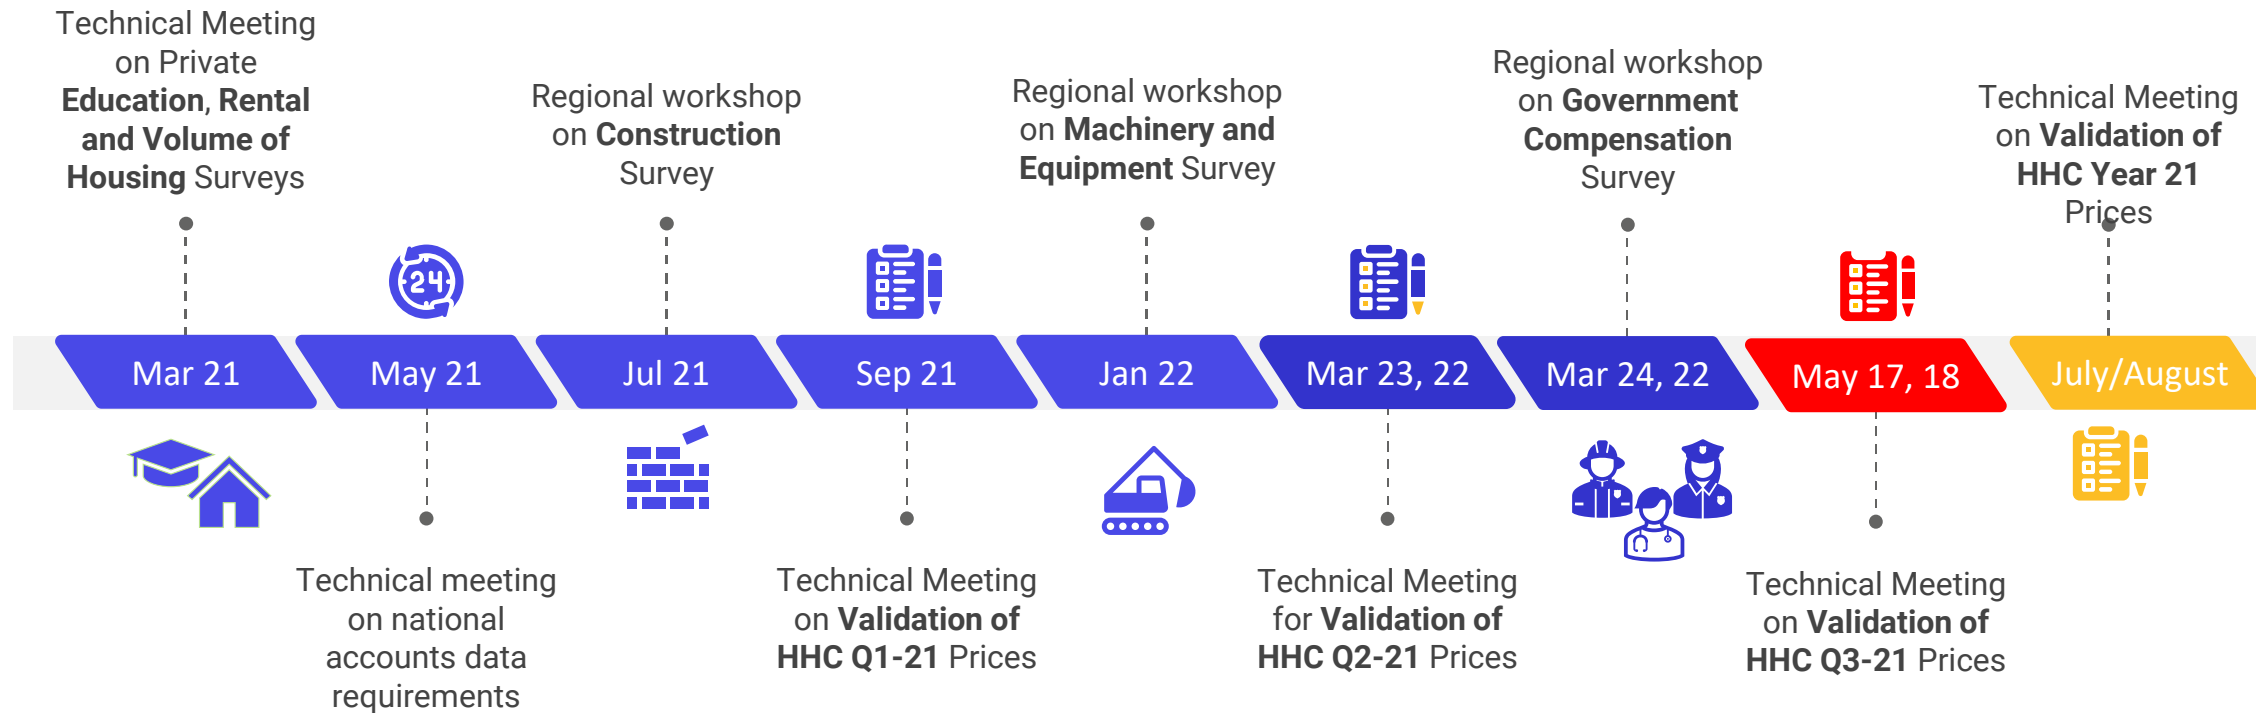 Technical Meeting
on Private
Education, Rental
and Volume of
Housing Surveys
Regional workshop
on Construction
Survey
Regional workshop
on Machinery and
Equipment Survey
Regional workshop
on Government
Compensation
Survey
Technical Meeting
on Validation of
HHC Year 21
Prices
24
Mar 21
May 21
Jul 21
Sep 21
Jan 22
Mar 23, 22
Mar 24, 22
May 17, 18
July/August
Technical meeting
on national
accounts data
requirements
Technical Meeting
on Validation of
HHC Q1-21 Prices
Technical Meeting
for Validation of
HHC Q2-21 Prices
Technical Meeting
on Validation of
HHC Q3-21 Prices